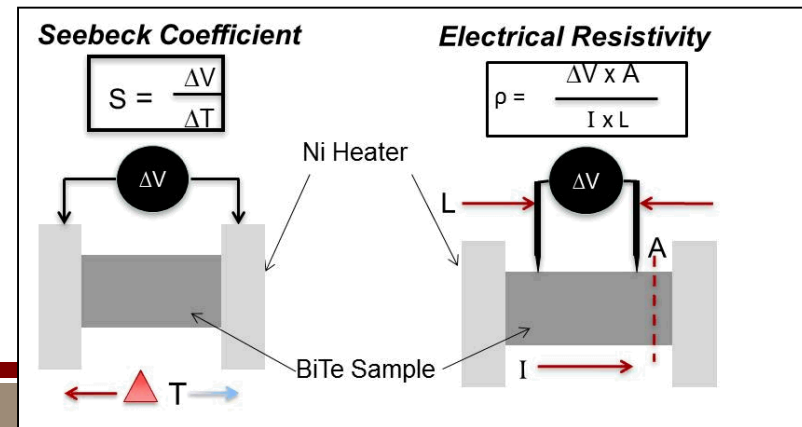 Seebeck Coefficient
S = ΔV
ΔT
ΔV
T
Ni Heater
BiTe Sample
Electrical Resistivity
ρ = ΔV x A
I x L
ΔV
L
A
I